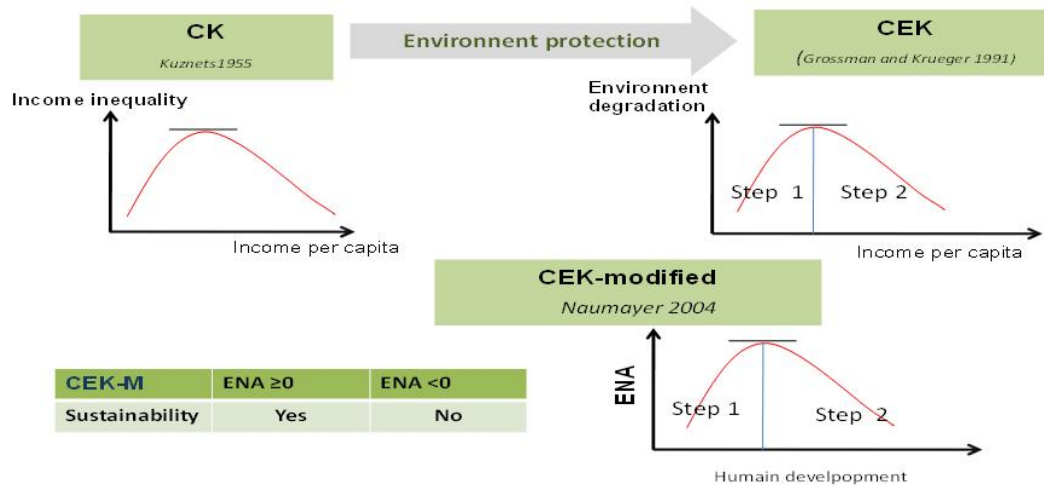 CK
Kuznets1955
Environnent protection
CEK
(Grossman and Krueger 1991)
Income inequality
Income per capita
Environnent
degradation
Step 1
Step 2
Income per capita
CEK-modified
Naumayer 2004
CEK-M ENA ≥0 ENA <0
Sustainability Yes No
ENA
Step 1
Step 2
Humain develpopment